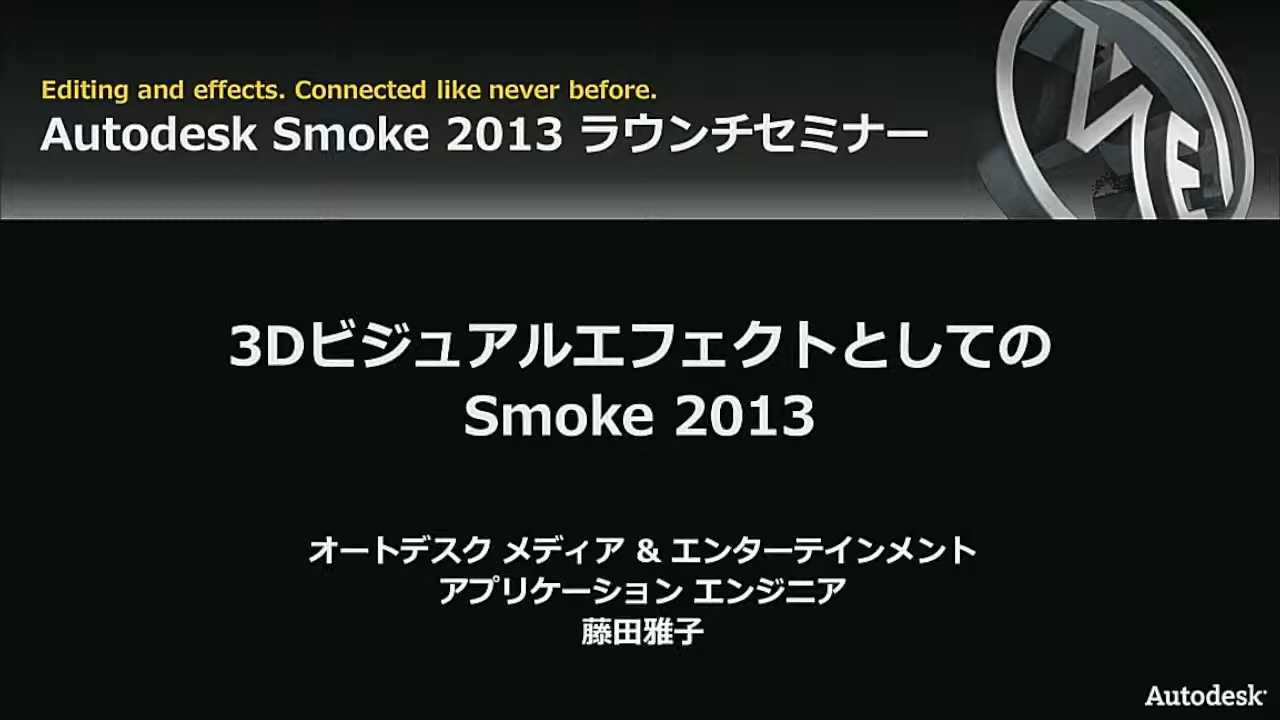 Editing and effects. Connected like never before.
Autodesk Smoke 2013 ラウンチセミナー
3Dビジュアルエフェクトとしての
Smoke 2013
オートデスク メディア & エンターテインメント
アプリケーション エンジニア
藤田雅子
Autodesk